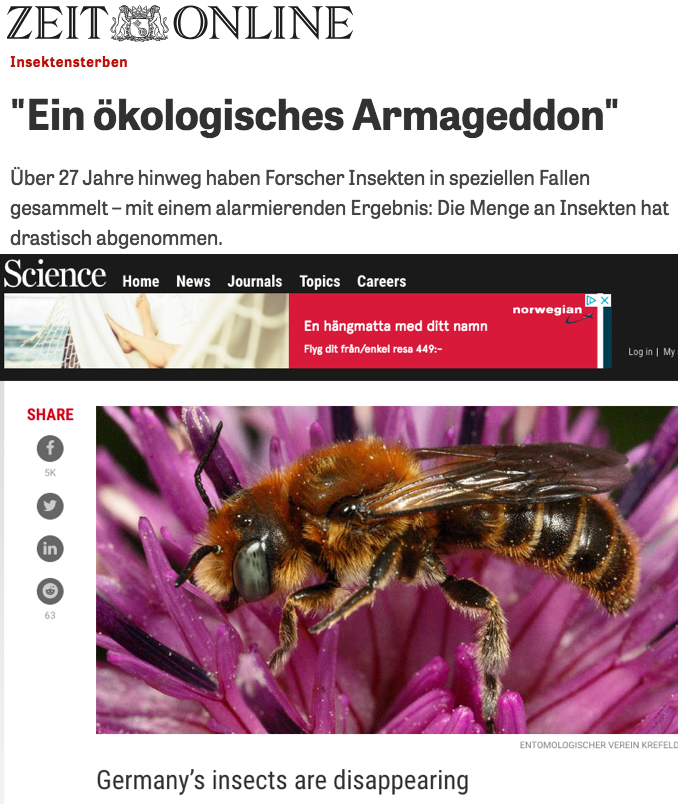 ZEIT ONLINE
Insektensterben
"Ein ökologisches Armageddon"
Über 27 Jahre hinweg haben Forscher Insekten in speziellen Fallen
gesammelt – mit einem alarmierenden Ergebnis: Die Menge an Insekten hat
drastisch abgenommen.
Science Home News Journals Topics Careers
norwegian
En hängmatta med ditt namn
Flyg dit från/enkel resa 449:-
Log in | My
SHARE
5K
63
ENTOMOLOGISCHER VEREIN KREFELD
Germany's insects are disappearing